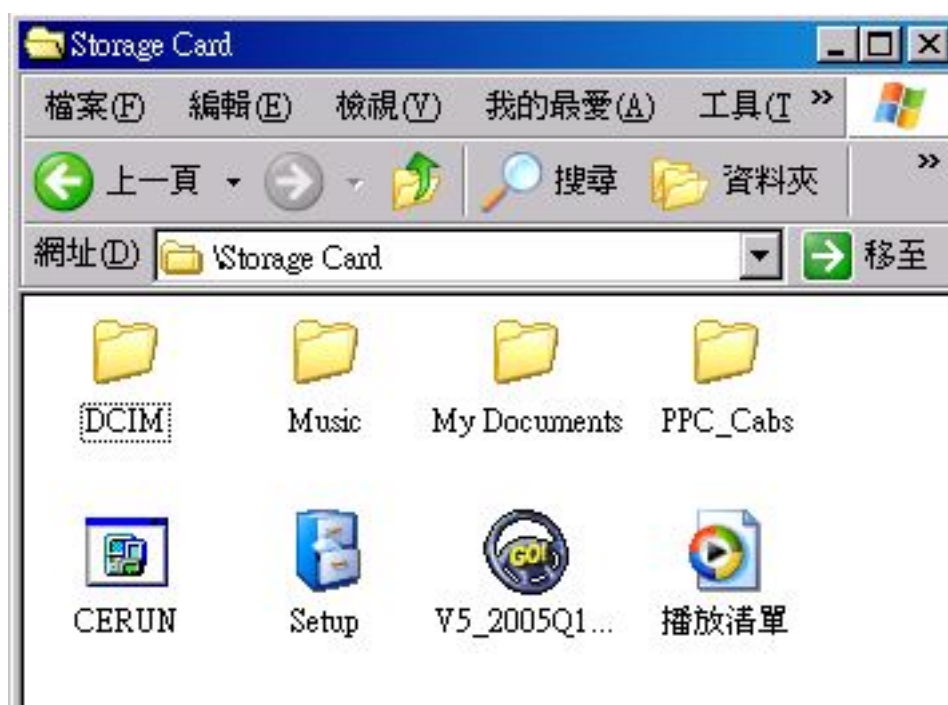 Storage Card
檔案(F) 編輯(E) 檢視(V) 我的最愛(A) 工具(T »
上一頁 搜尋 資料夾 »
網址(D) \Storage Card 移至
DCIM Music My Documents PPC_Cabs
GO!
CERUN Setup V5_2005Q1... 播放清單